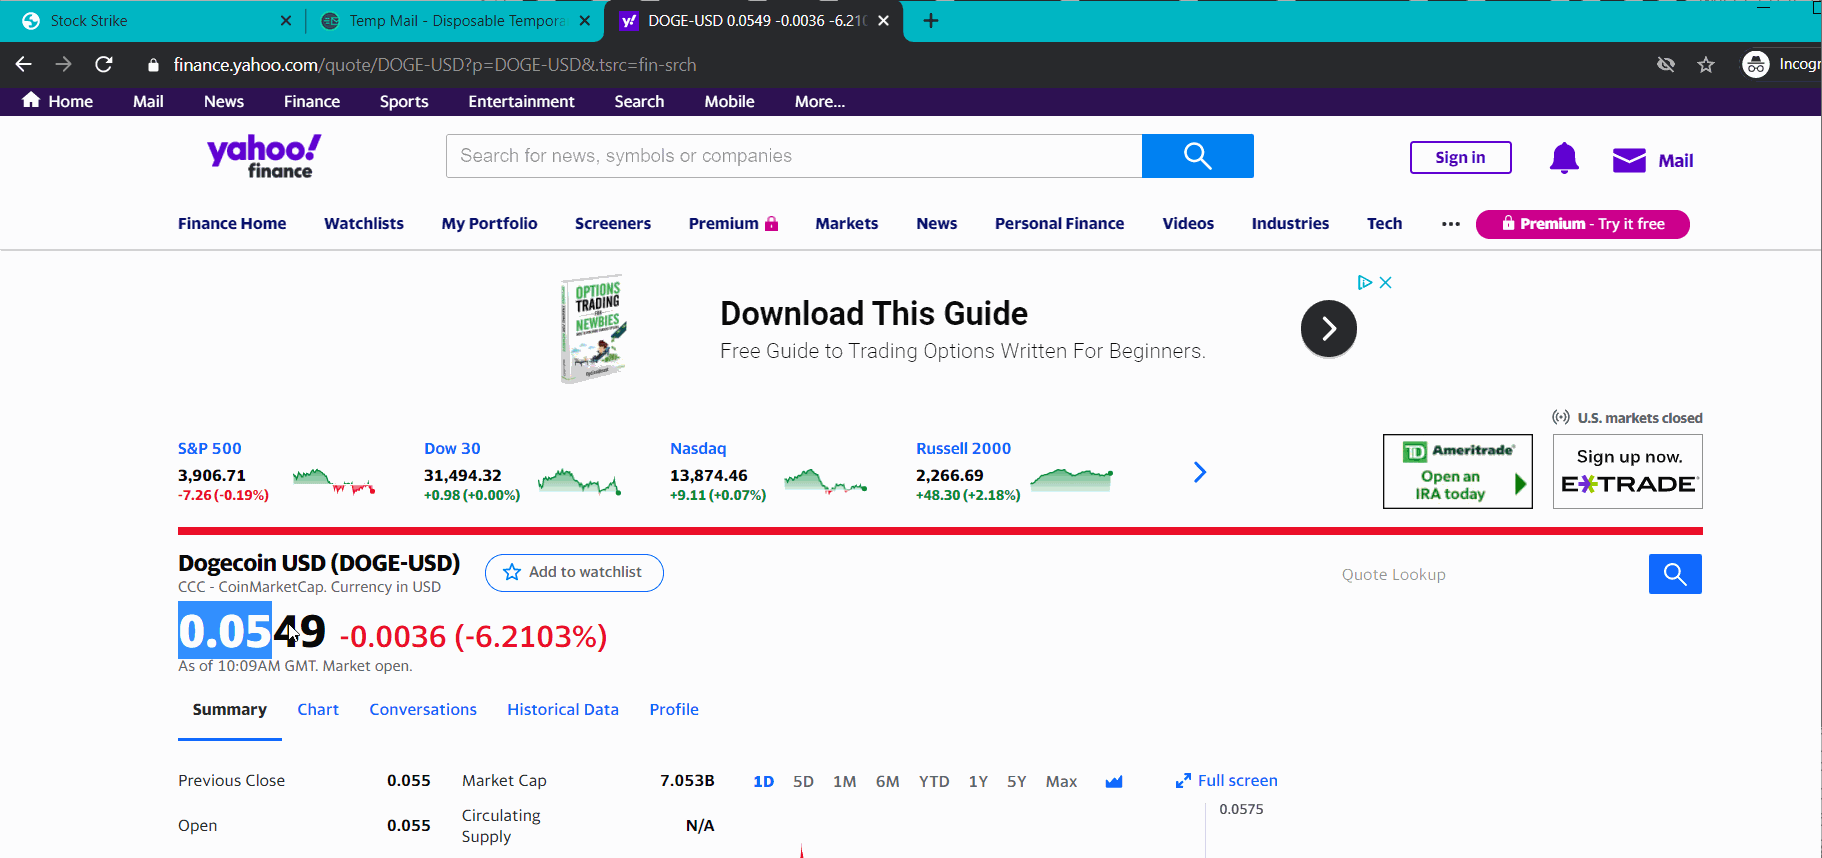 Stock Strike
Temp Mail - Disposable Tempora
DOGE-USD 0.0549 -0.0036 -6.210
finance.yahoo.com/quote/DOGE-USD?p=DOGE-USD&.tsrc=fin-srch
Incogr
Home Mail News Finance Sports Entertainment Search Mobile More...
yahoo!
finance
Search for news, symbols or companies
Sign in
Mail
Finance Home Watchlists My Portfolio Screeners Premium Markets News Personal Finance Videos Industries Tech ••• Premium - Try it free
OPTIONS
TRADING
FOR
NEWBIES
Download This Guide
Free Guide to Trading Options Written For Beginners.
U.S. markets closed
S&P 500 Dow 30 Nasdaq Russell 2000
3,906.71 31,494.32 13,874.46 2,266.69
-7.26 (-0.19%) +0.98 (+0.00%) +9.11 (+0.07%) +48.30 (+2.18%)
TD Ameritrade
Open an
IRA today
Sign up now.
E*TRADE
Dogecoin USD (DOGE-USD)
Add to watchlist
Quote Lookup
CCC - CoinMarketCap. Currency in USD
0.0549 -0.0036 (-6.2103%)
As of 10:09AM GMT. Market open.
Summary Chart Conversations Historical Data Profile
Previous Close 0.055 Market Cap 7.053B
1D 5D 1M 6M YTD 1Y 5Y Max Full screen
0.0575
Open 0.055 Circulating
Supply N/A